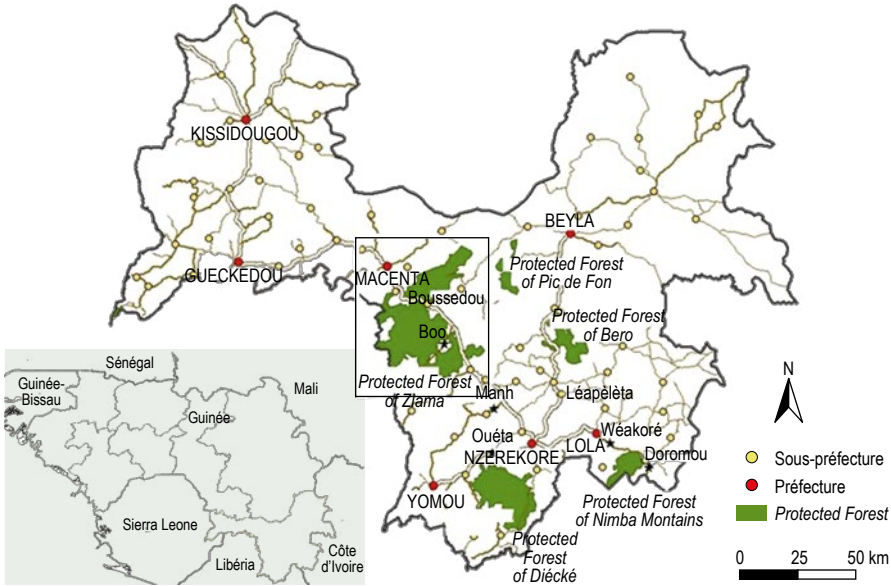 KISSIDOUGOU
BEYLA
GUECKEDOU
MACENTA
Protected Forest
of Pic de Fon
Boussedou
Boo
Protected Forest
of Bero
Protected Forest
of Ziama
Manh
Léapèlèta
Ouéta
NZEREKORE
LOLA
Wéakoré
Doromou
YOMOU
Protected Forest
of Nimba Montains
Protected
Forest
of Diécké
Sénégal
Guinée-
Bissau
Mali
Guinée
Sierra Leone
Libéria
Côte
d'Ivoire
N
Sous-préfecture
Préfecture
Protected Forest
0 25 50 km